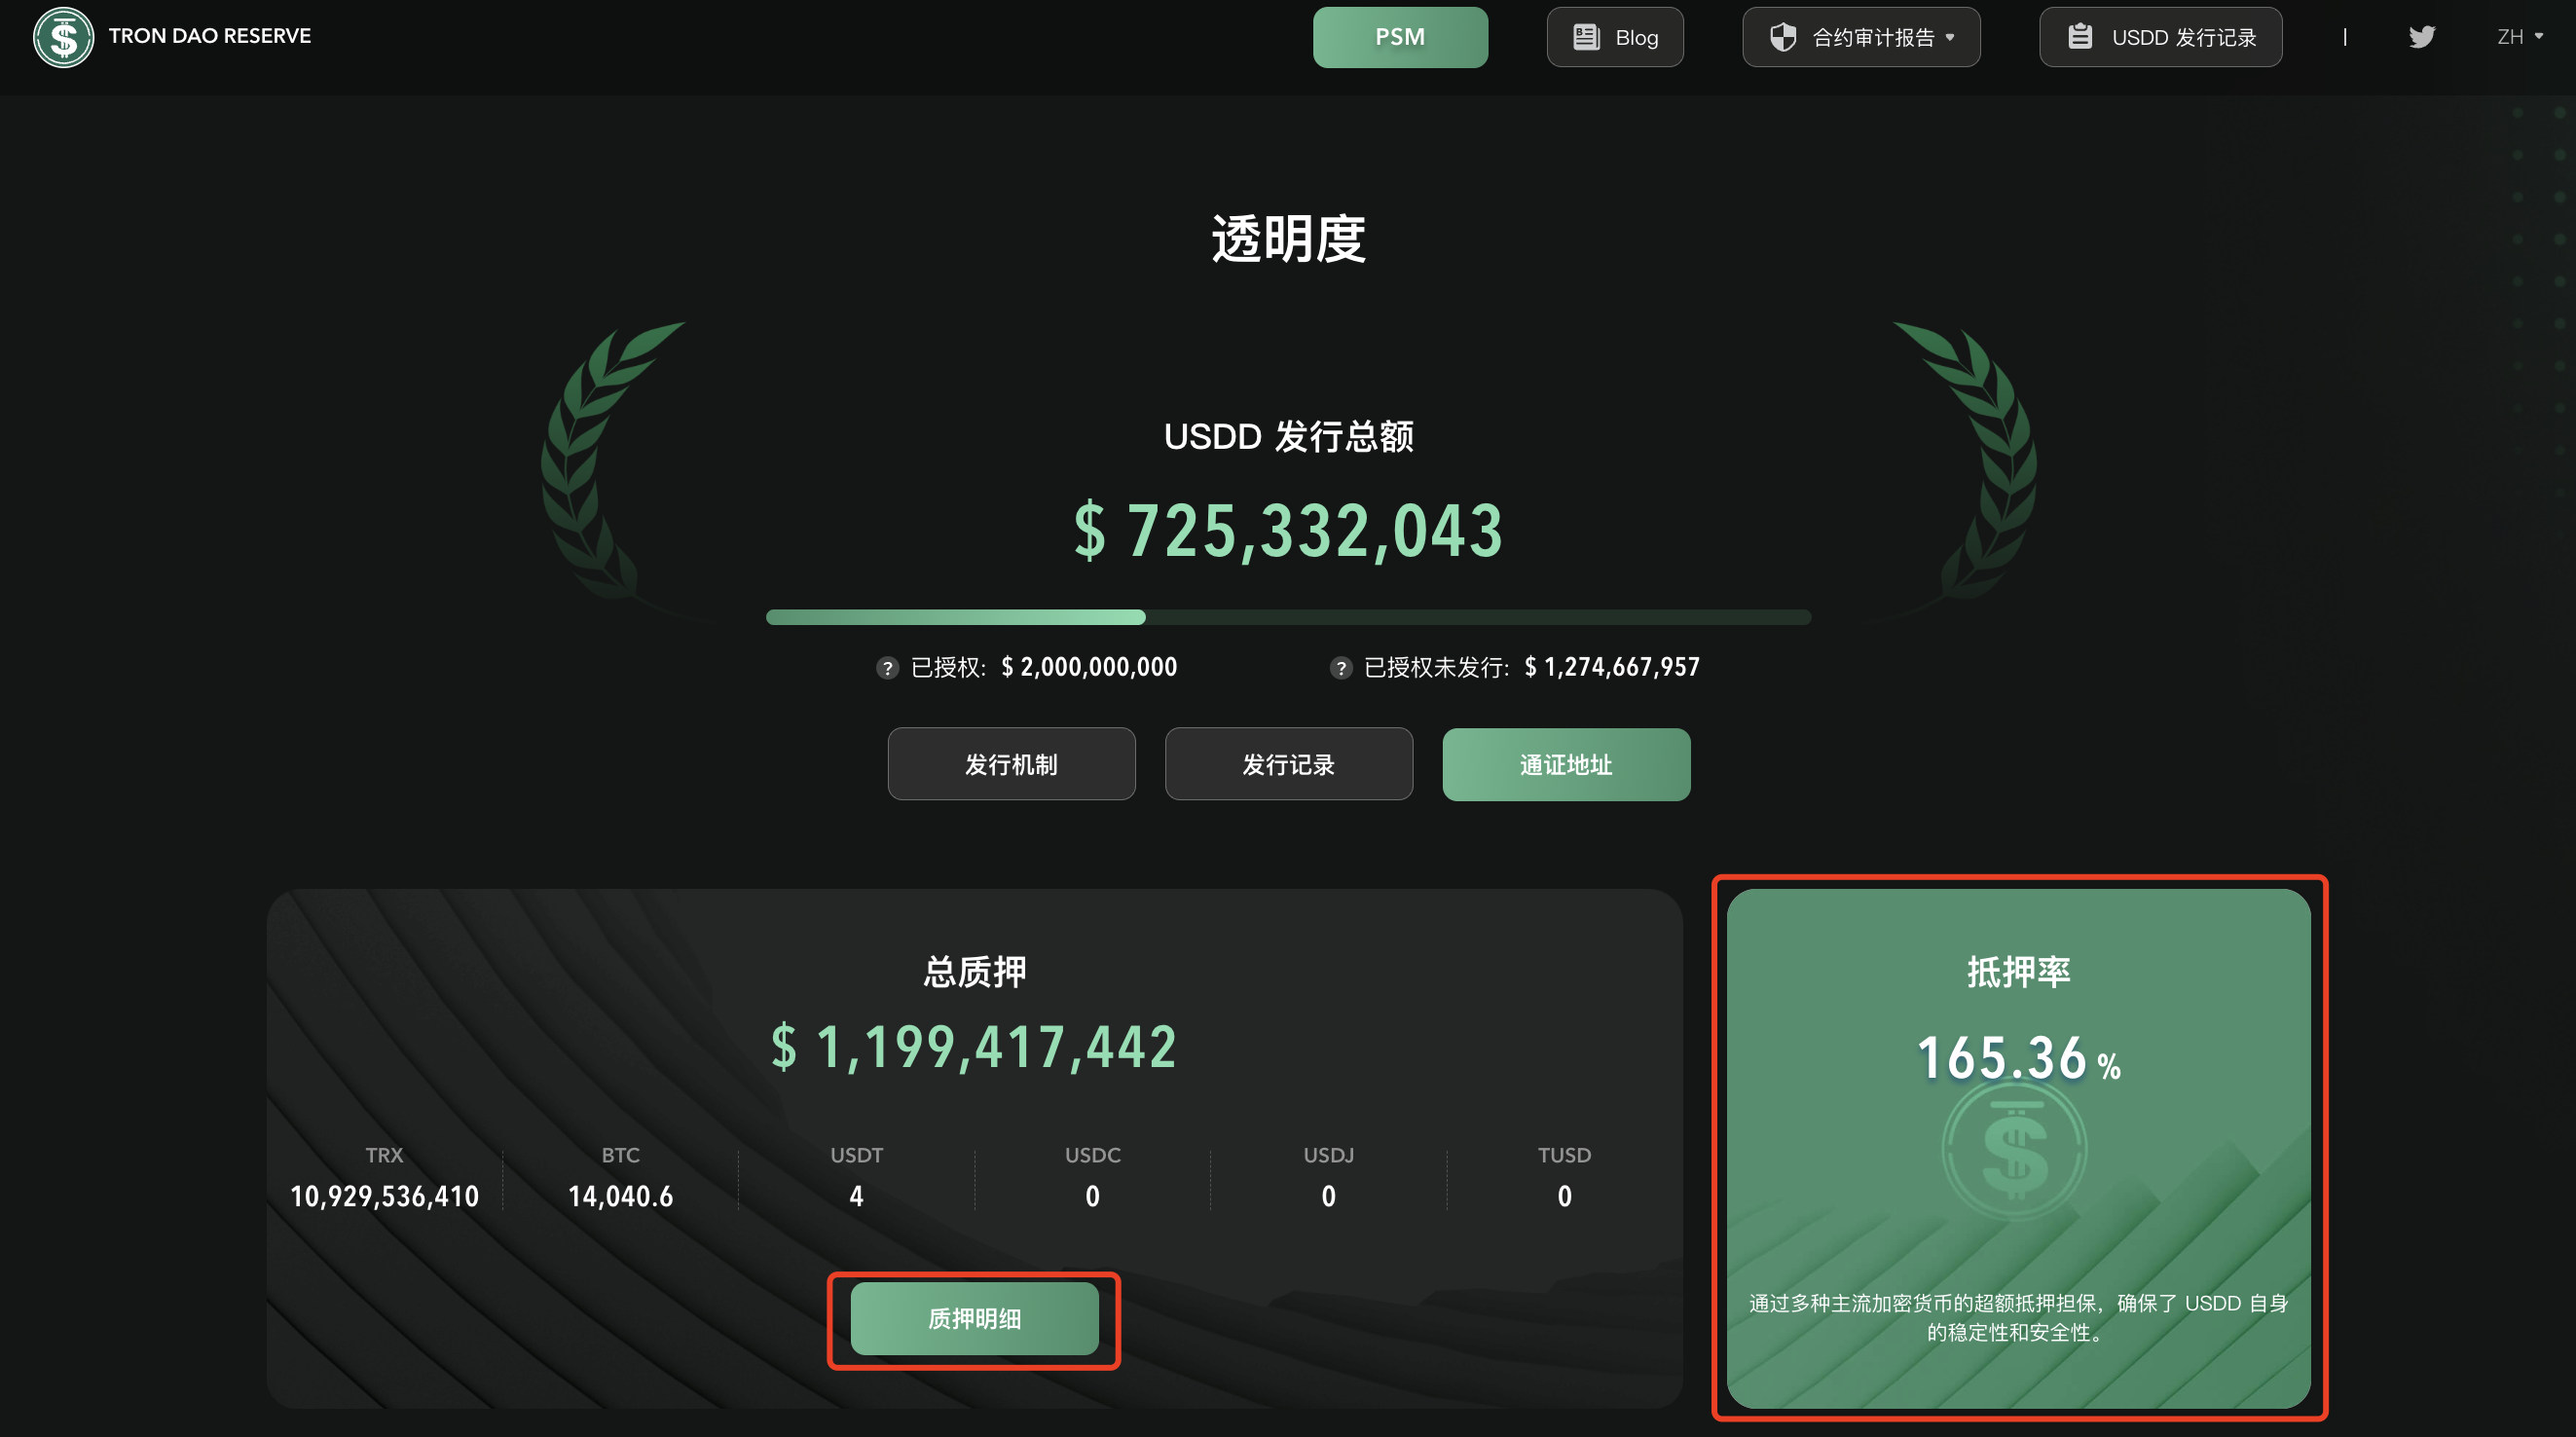 TRON DAO RESERVE
PSM
Blog
合约审计报告
USDD 发行记录
ZH
透明度
USDD 发行总额
$ 725,332,043
? 已授权: $ 2,000,000,000
? 已授权未发行: $ 1,274,667,957
发行机制
发行记录
通证地址
总质押
$ 1,199,417,442
TRX
10,929,536,410
BTC
14,040.6
USDT
4
USDC
0
USDJ
0
TUSD
0
质押明细
抵押率
165.36 %
通过多种主流加密货币的超额抵押担保，确保了 USDD 自身
的稳定性和安全性。